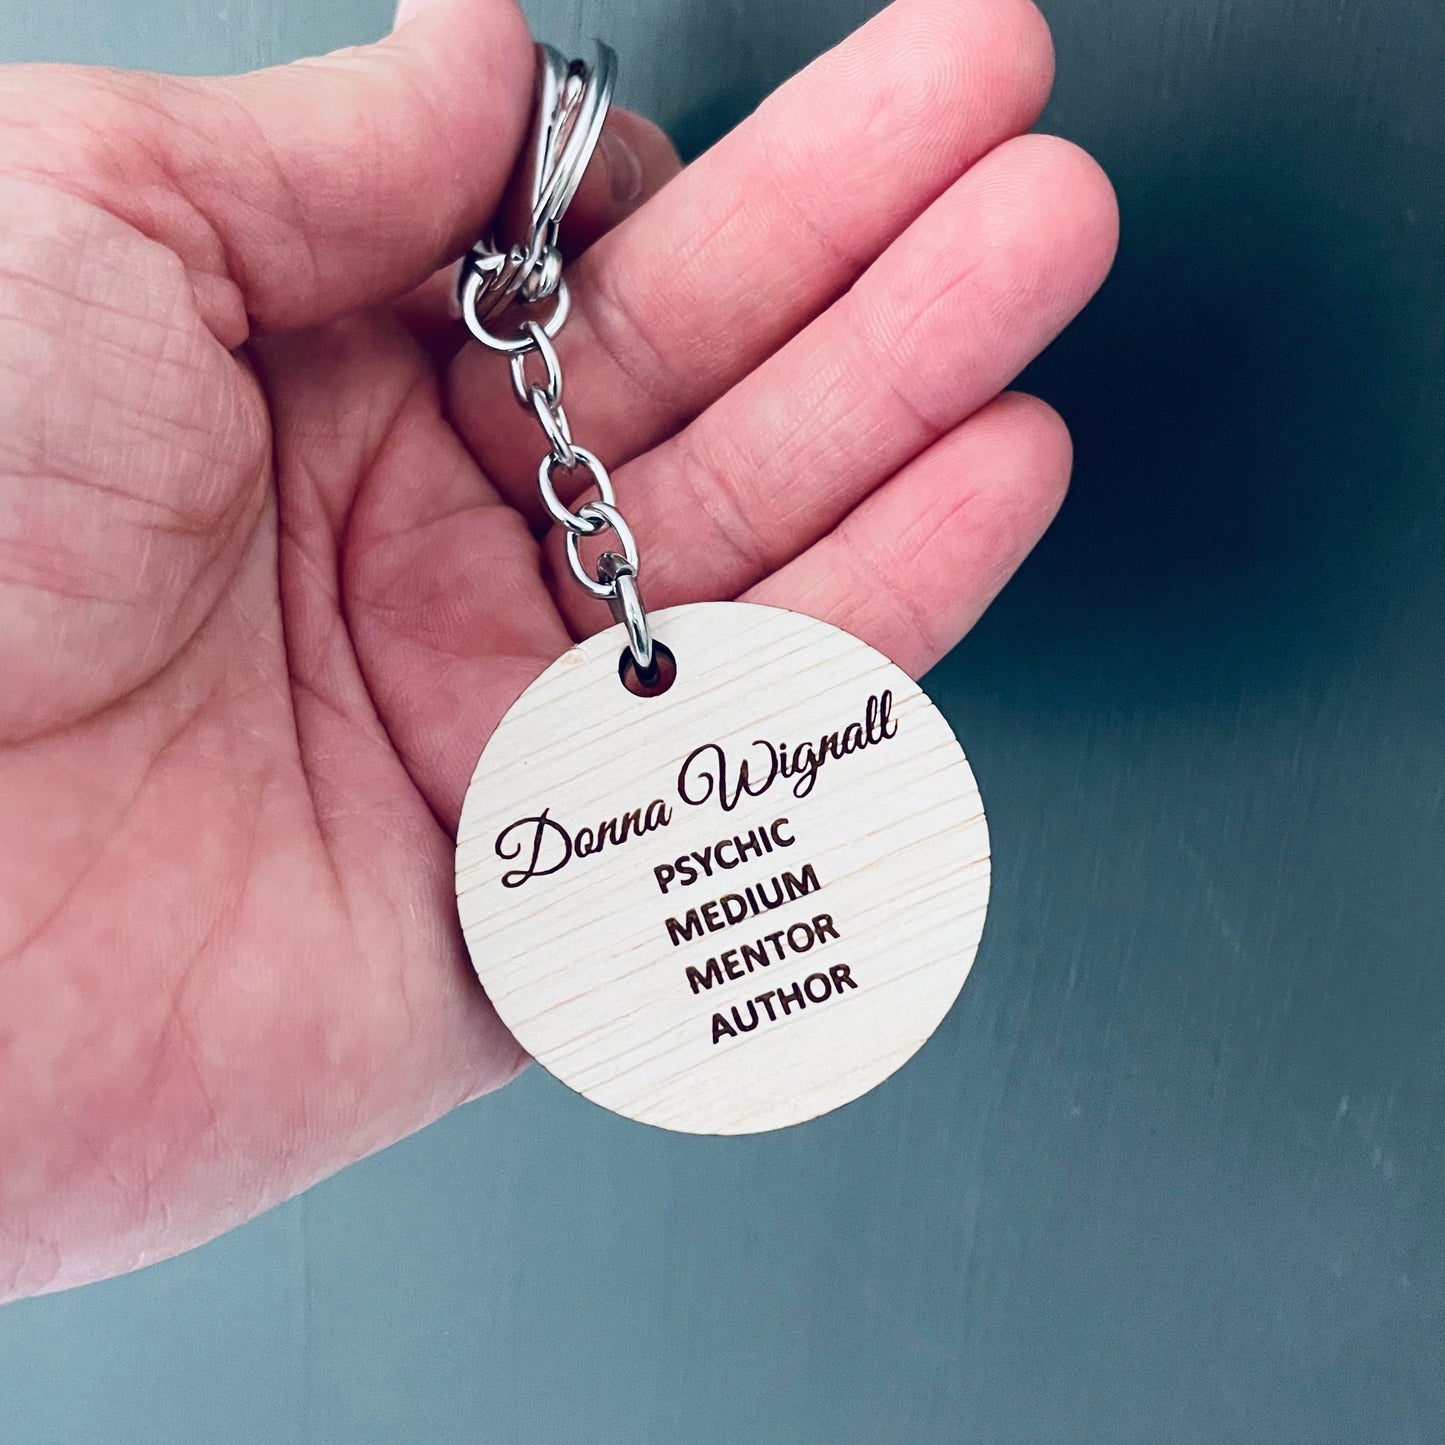 Donna Wignall
PSYCHIC
MEDIUM
MENTOR
AUTHOR